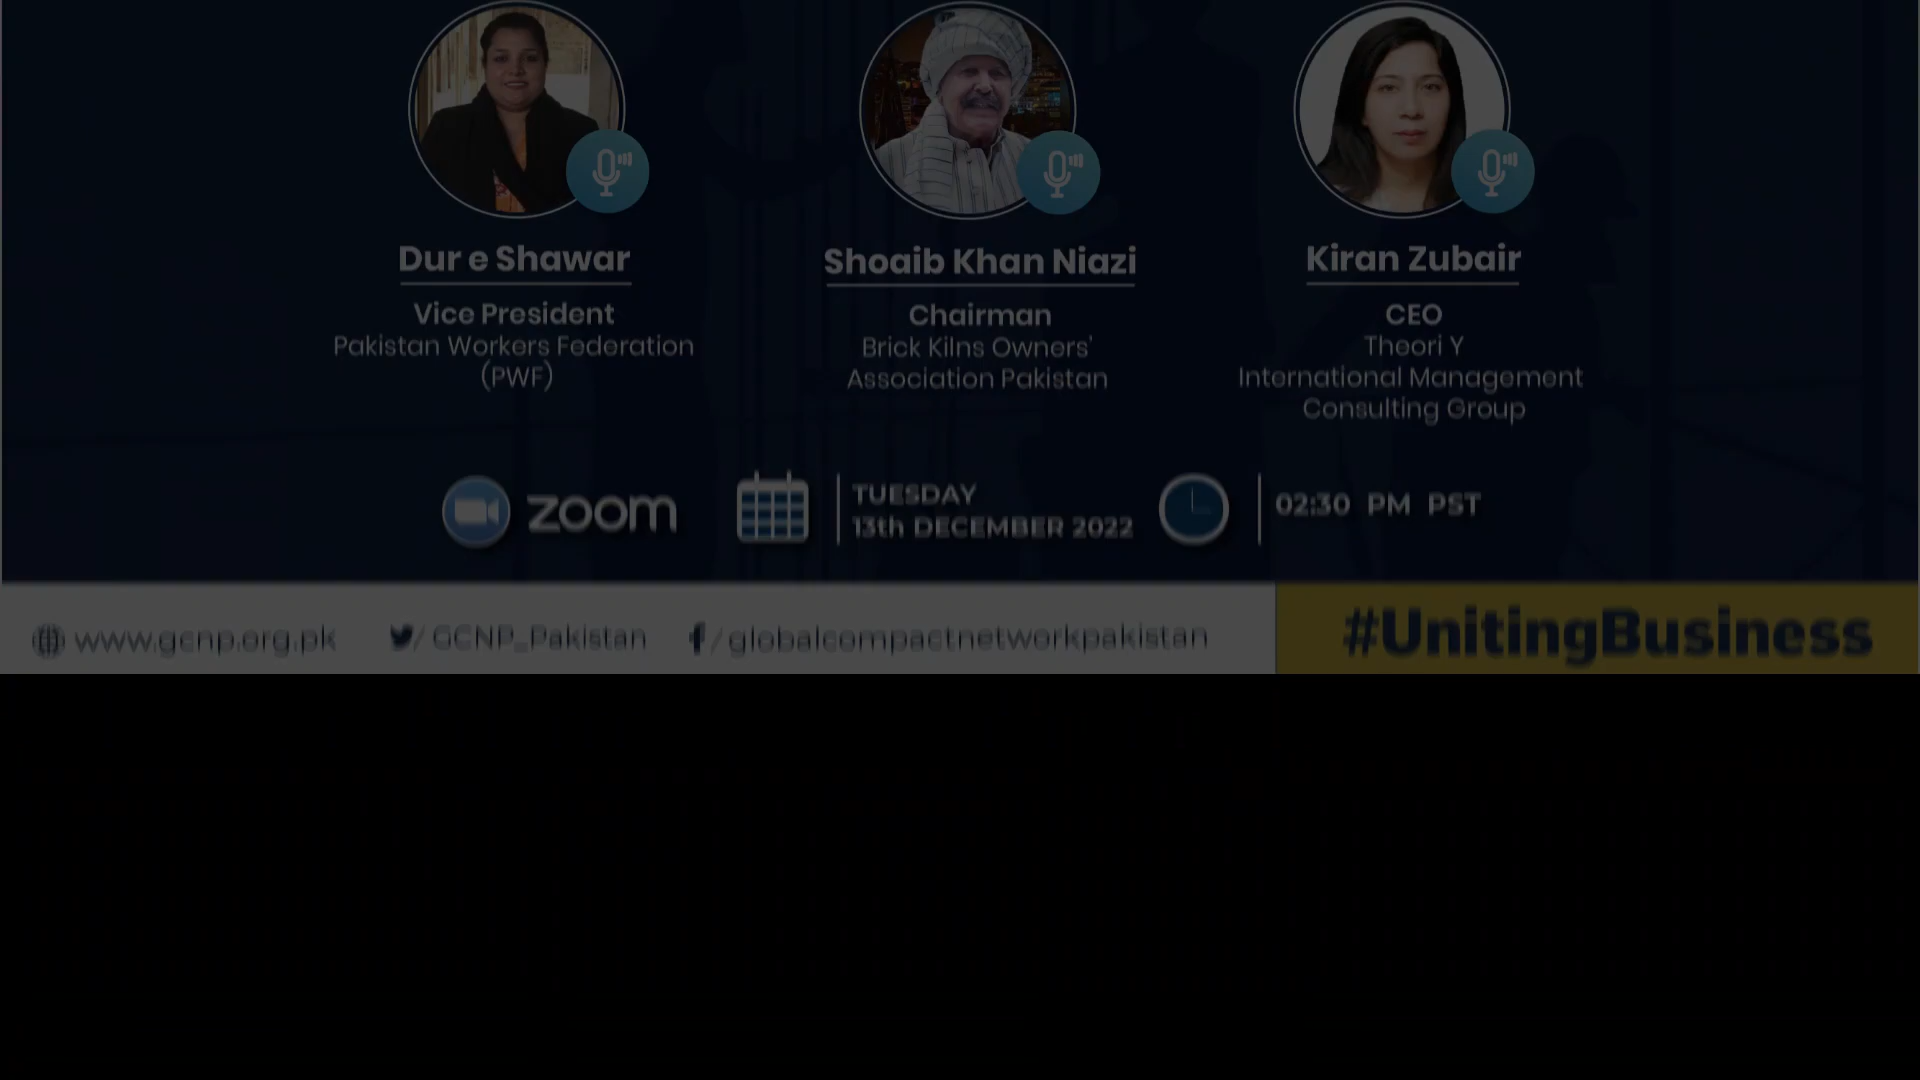 Dur e Shawar
Vice President
Pakistan Workers Federation
(PWF)
Shoaib Khan Niazi
Chairman
Brick Kilns Owners'
Association Pakistan
Kiran Zubair
CEO
Theori Y
International Management
Consulting Group
zoom
TUESDAY
13th DECEMBER 2022
02:30 PM PST
www.gcnp.org.pk
/ GCNP_Pakistan
/ globalcompactnetworkpakistan
#UnitingBusiness